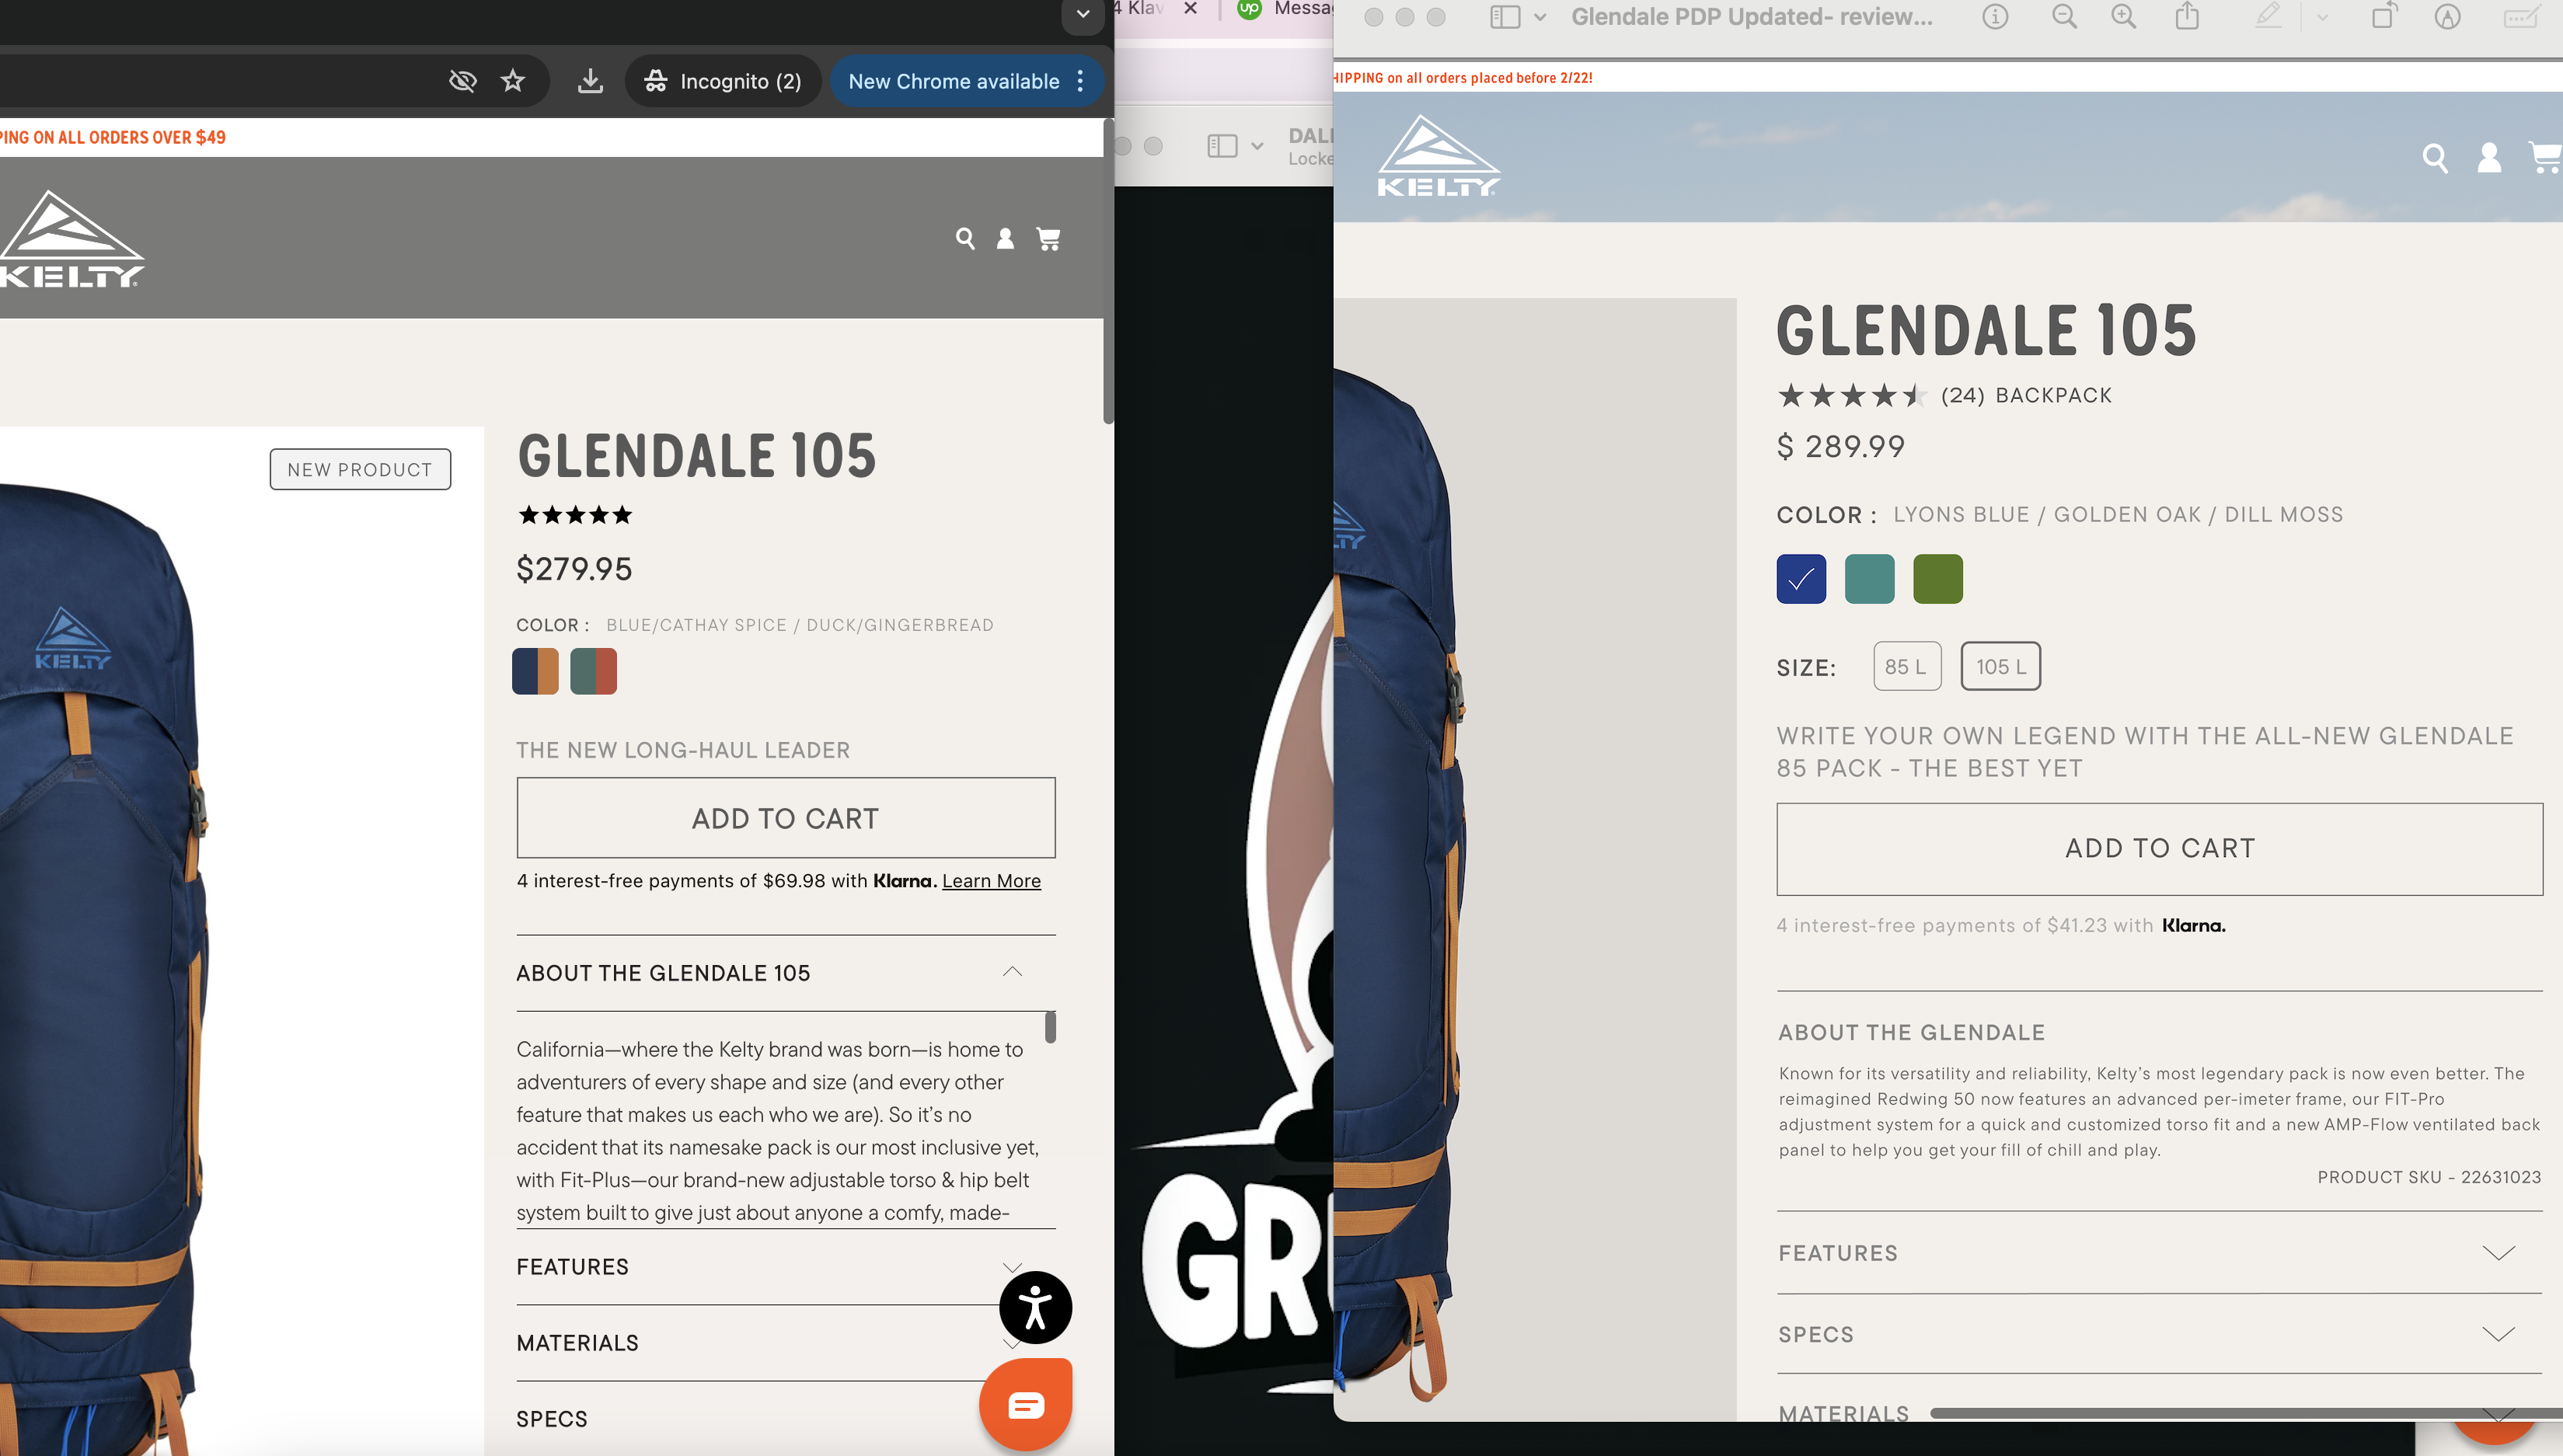 Incognito (2)
New Chrome available
PING ON ALL ORDERS OVER $49
KELTY
NEW PRODUCT
KELTY
GLENDALE 105
$279.95
COLOR : BLUE/CATHAY SPICE / DUCK/GINGERBREAD
THE NEW LONG-HAUL LEADER
ADD TO CART
4 interest-free payments of $69.98 with Klarna. Learn More
ABOUT THE GLENDALE 105
California—where the Kelty brand was born—is home to
adventurers of every shape and size (and every other
feature that makes us each who we are). So it's no
accident that its namesake pack is our most inclusive yet,
with Fit-Plus—our brand-new adjustable torso & hip belt
system built to give just about anyone a comfy, made-
FEATURES
MATERIALS
SPECS
4 Klav
up Messa
DALL
Locke
GR
Glendale PDP Updated- review...
HIPPING on all orders placed before 2/22!
KELTY
LTY
GLENDALE 105
(24) BACKPACK
$ 289.99
COLOR : LYONS BLUE / GOLDEN OAK / DILL MOSS
SIZE: 85 L 105 L
WRITE YOUR OWN LEGEND WITH THE ALL-NEW GLENDALE
85 PACK - THE BEST YET
ADD TO CART
4 interest-free payments of $41.23 with Klarna.
ABOUT THE GLENDALE
Known for its versatility and reliability, Kelty's most legendary pack is now even better. The
reimagined Redwing 50 now features an advanced per-imeter frame, our FIT-Pro
adjustment system for a quick and customized torso fit and a new AMP-Flow ventilated back
panel to help you get your fill of chill and play.
PRODUCT SKU - 22631023
FEATURES
SPECS
MATERIALS